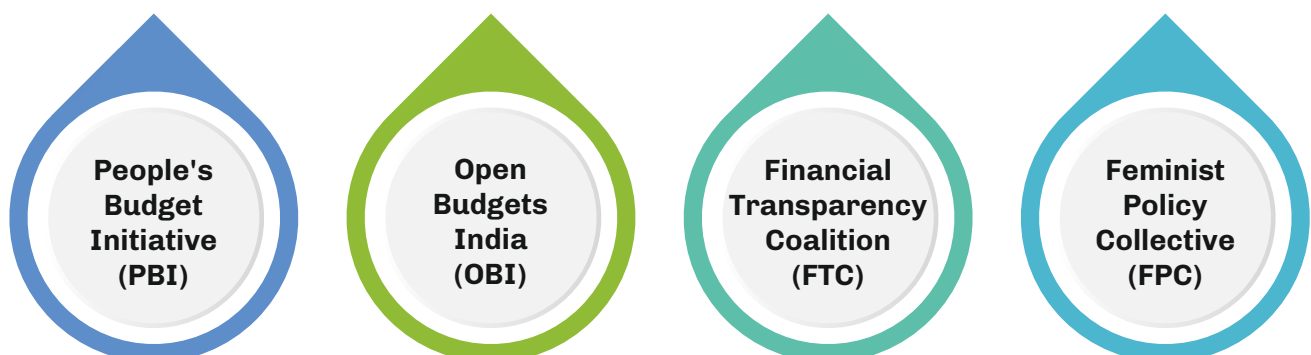 People's
Budget
Initiative
(PBI)
Open
Budgets
India
(OBI)
Financial
Transparency
Coalition
(FTC)
Feminist
Policy
Collective
(FPC)